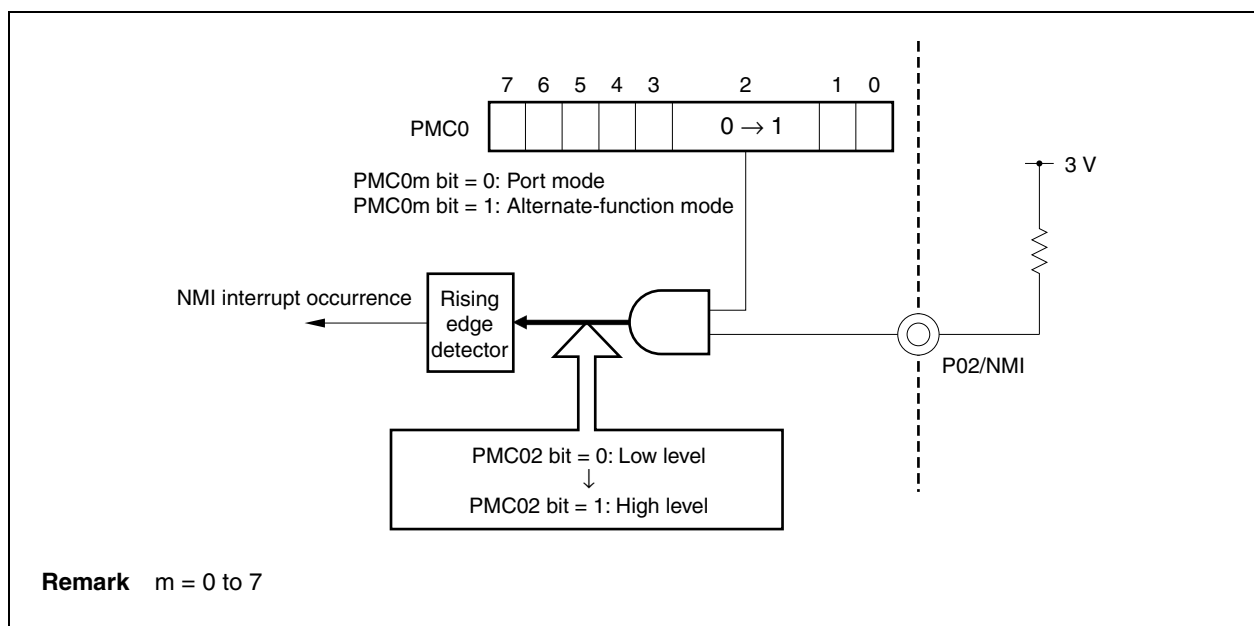 7 6 5 4 3 2 1 0
PMC0 0 → 1
3 V
PMC0m bit = 0: Port mode
PMC0m bit = 1: Alternate-function mode
NMI interrupt occurrence
Rising
edge
detector
P02/NMI
PMC02 bit = 0: Low level
↓
PMC02 bit = 1: High level
Remark m = 0 to 7